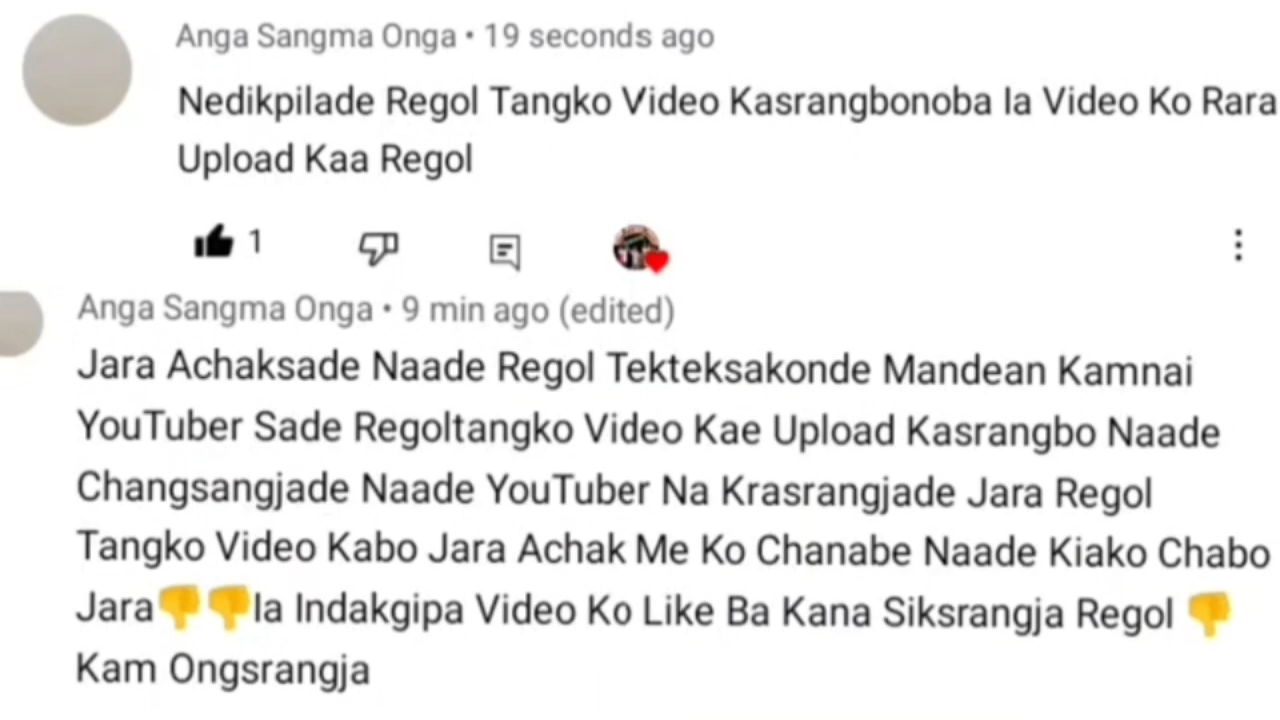 Anga Sangma Onga • 19 seconds ago
Nedikpilade Regol Tangko Video Kasrangbonoba Ia Video Ko Rara
Upload Kaa Regol
1
Anga Sangma Onga • 9 min ago (edited)
Jara Achaksade Naade Regol Tekteksakonde Mandean Kamnai
YouTuber Sade Regoltangko Video Kae Upload Kasrangbo Naade
Changsangjade Naade YouTuber Na Krasrangjade Jara Regol
Tangko Video Kabo Jara Achak Me Ko Chanabe Naade Kiako Chabo
Jara👎👎Ia Indakgipa Video Ko Like Ba Kana Siksrangja Regol 👎
Kam Ongsrangja